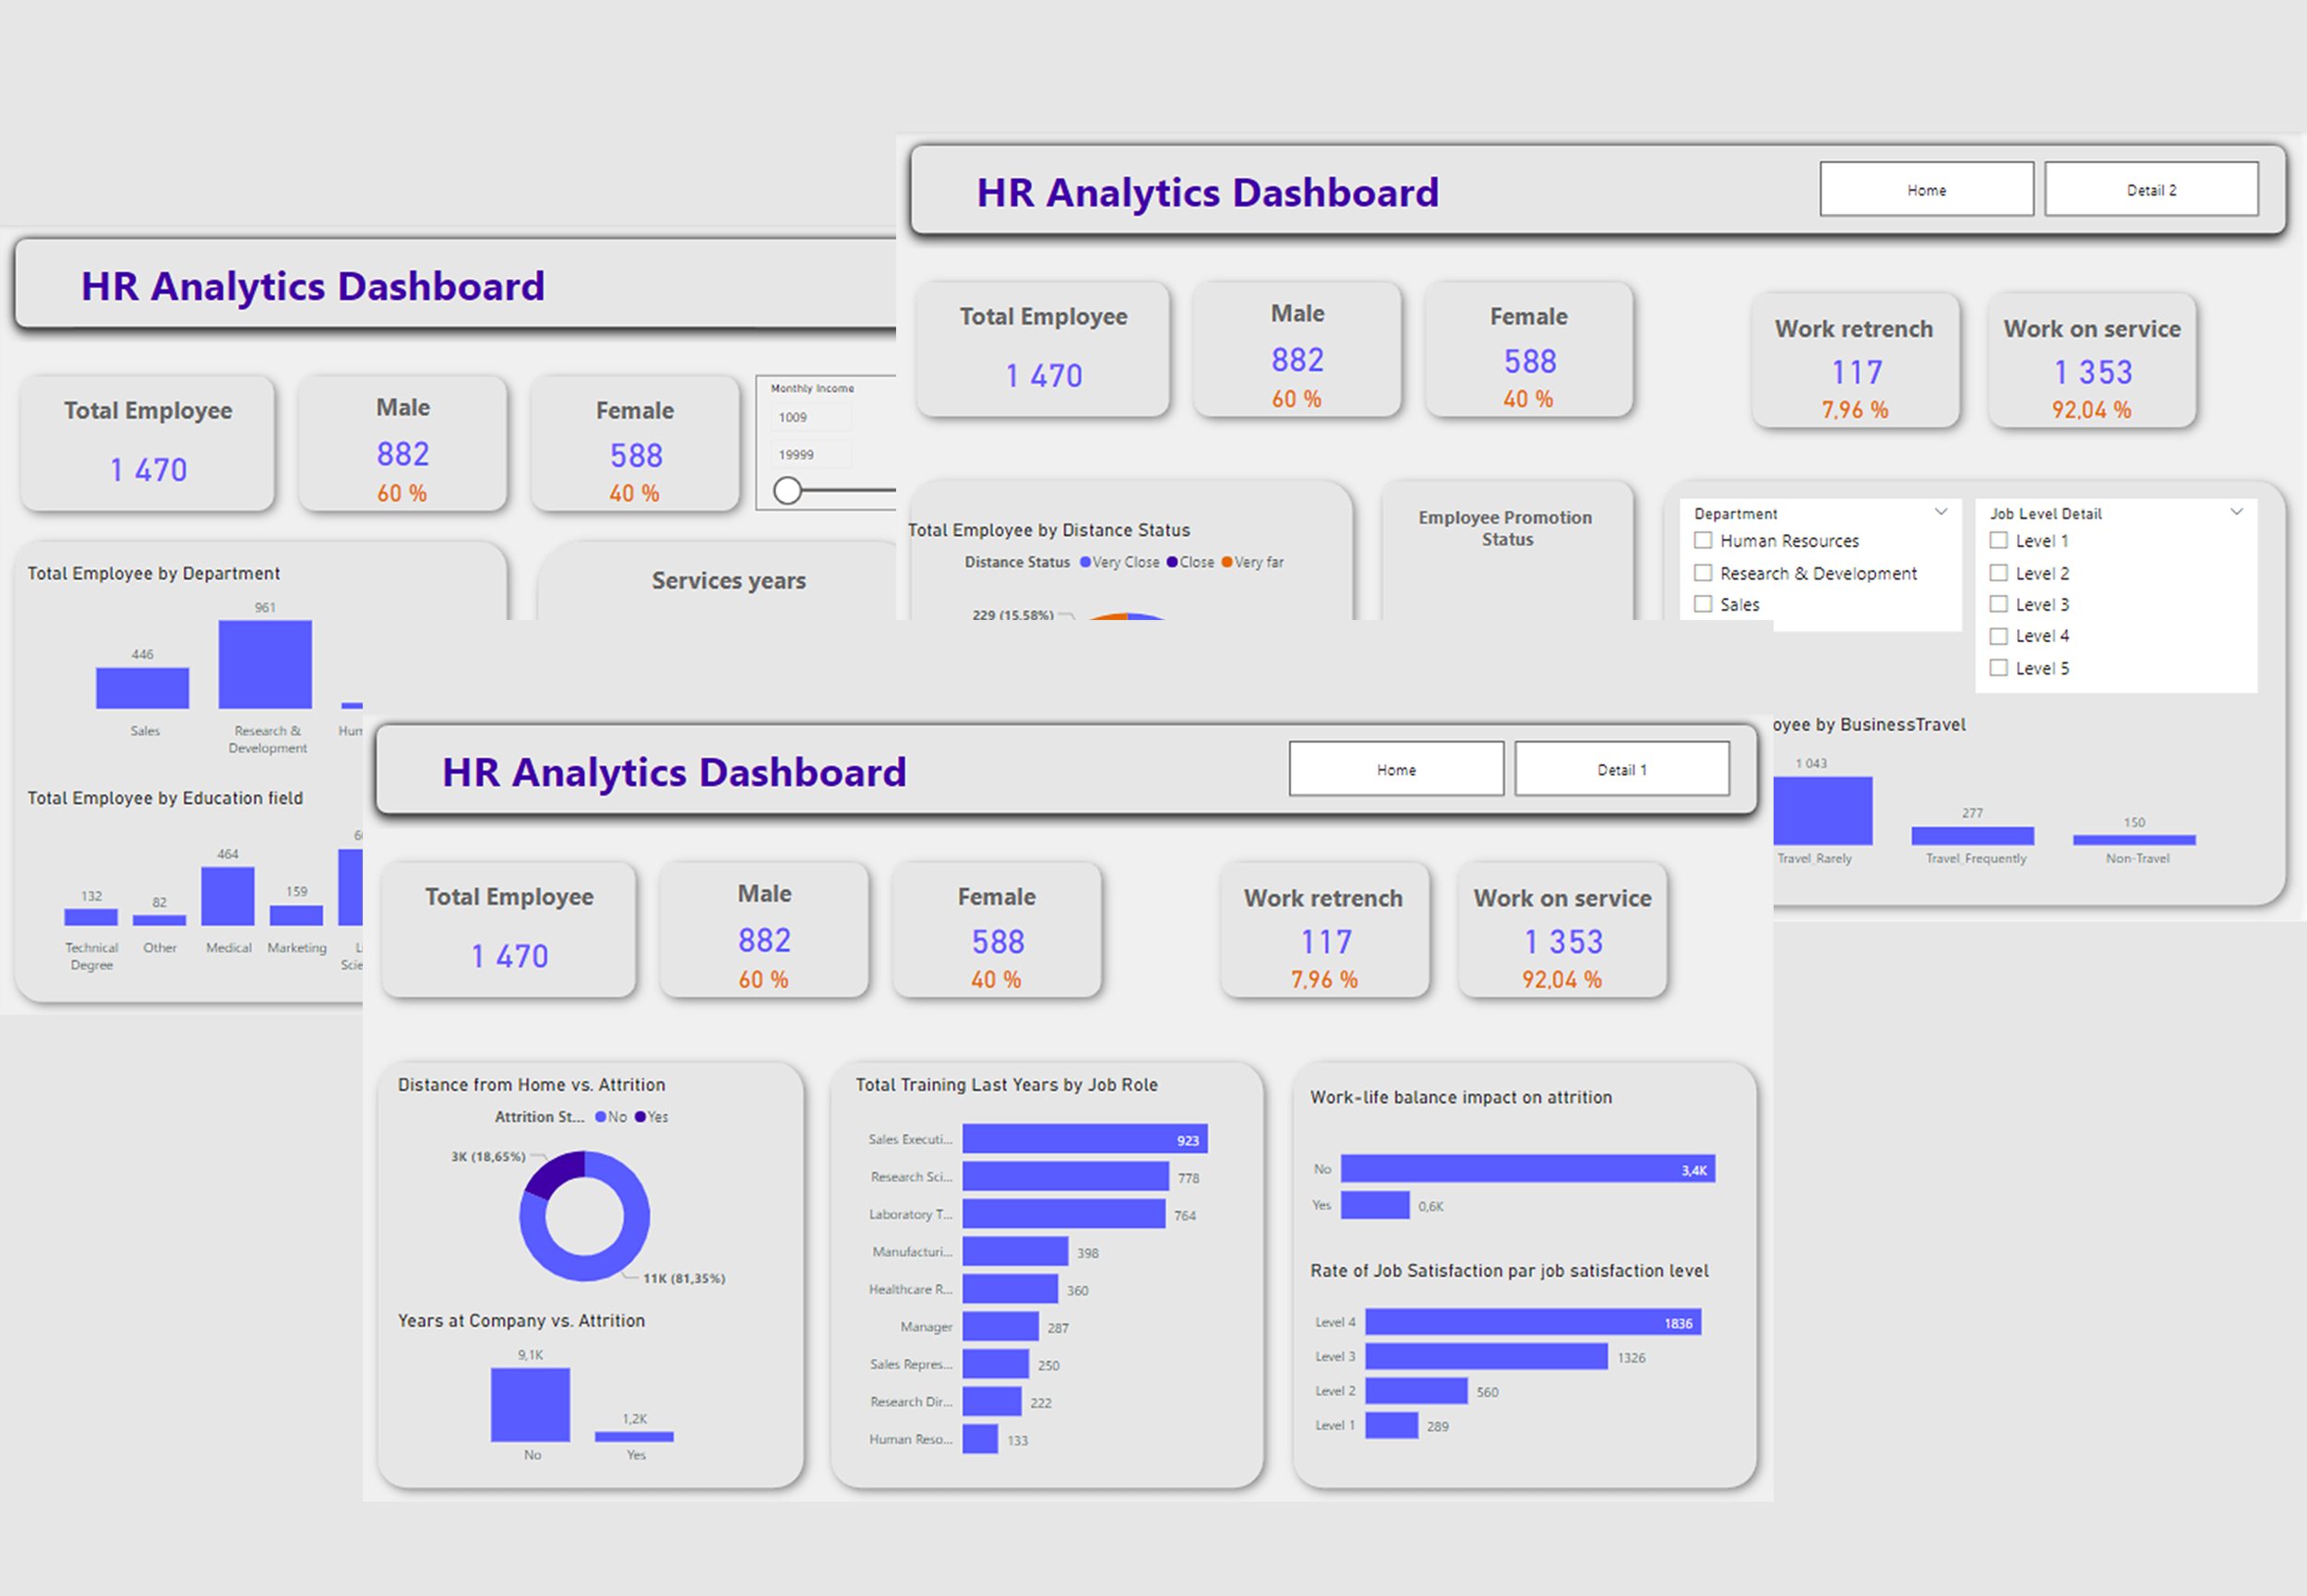 HR Analytics Dashboard
Total Employee
1 470
Male
882
60 %
Female
588
40 %
Monthly Income
1009
19999
Total Employee by Department
961
446
Sales
Research &
Development
Total Employee by Education field
464
159
132
82
Technical
Degree
Other
Medical
Marketing
Services years
HR Analytics Dashboard
Home
Detail 2
Total Employee
1 470
Male
882
60 %
Female
588
40 %
Work retrench
117
7,96 %
Work on service
1 353
92,04 %
Total Employee by Distance Status
Distance Status Very Close Close Very far
229 (15,58%)
Employee Promotion
Status
Department
Human Resources
Research & Development
Sales
Job Level Detail
Level 1
Level 2
Level 3
Level 4
Level 5
oyee by BusinessTravel
1 043
277
150
Travel_Rarely
Travel_Frequently
Non-Travel
HR Analytics Dashboard
Home
Detail 1
Total Employee
1 470
Male
882
60 %
Female
588
40 %
Work retrench
117
7,96 %
Work on service
1 353
92,04 %
Distance from Home vs. Attrition
Attrition St... No Yes
3K (18,65%)
11K (81,35%)
Years at Company vs. Attrition
9,1K
1,2K
No
Yes
Total Training Last Years by Job Role
Sales Executi... 923
Research Sci... 778
Laboratory T... 764
Manufacturi... 398
Healthcare R... 360
Manager 287
Sales Repres... 250
Research Dir... 222
Human Reso... 133
Work-life balance impact on attrition
No 3,4K
Yes 0,6K
Rate of Job Satisfaction par job satisfaction level
Level 4 1836
Level 3 1326
Level 2 560
Level 1 289